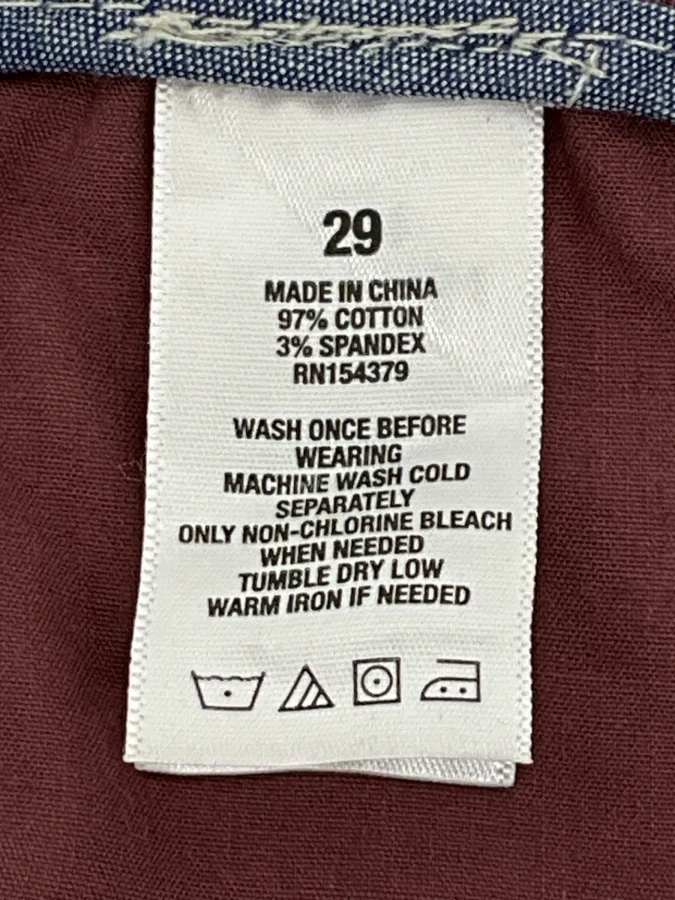 29
MADE IN CHINA
97% COTTON
3% SPANDEX
RN154379
WASH ONCE BEFORE
WEARING
MACHINE WASH COLD
SEPARATELY
ONLY NON-CHLORINE BLEACH
WHEN NEEDED
TUMBLE DRY LOW
WARM IRON IF NEEDED